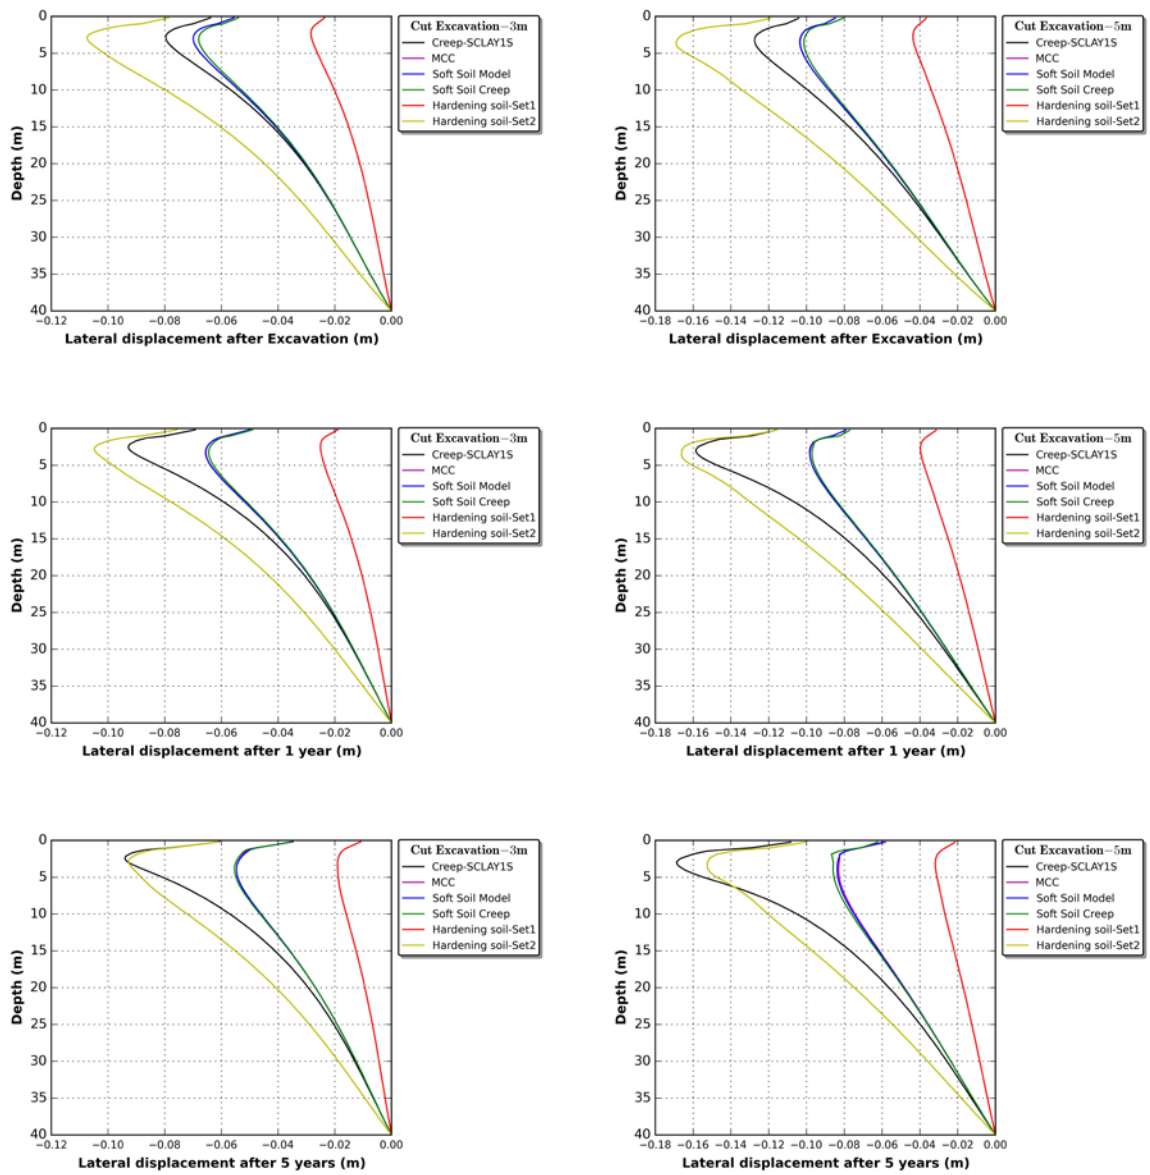 Cut Excavation−3m
Creep-SCLAY1S
MCC
Soft Soil Model
Soft Soil Creep
Hardening soil-Set1
Hardening soil-Set2
Depth (m)
0
5
10
15
20
25
30
35
40
−0.12 −0.10 −0.08 −0.06 −0.04 −0.02 0.00
Lateral displacement after Excavation (m)
Cut Excavation−5m
Creep-SCLAY1S
MCC
Soft Soil Model
Soft Soil Creep
Hardening soil-Set1
Hardening soil-Set2
Depth (m)
0
5
10
15
20
25
30
35
40
−0.18 −0.16 −0.14 −0.12 −0.10 −0.08 −0.06 −0.04 −0.02 0.00
Lateral displacement after Excavation (m)
Cut Excavation−3m
Creep-SCLAY1S
MCC
Soft Soil Model
Soft Soil Creep
Hardening soil-Set1
Hardening soil-Set2
Depth (m)
0
5
10
15
20
25
30
35
40
−0.12 −0.10 −0.08 −0.06 −0.04 −0.02 0.00
Lateral displacement after 1 year (m)
Cut Excavation−5m
Creep-SCLAY1S
MCC
Soft Soil Model
Soft Soil Creep
Hardening soil-Set1
Hardening soil-Set2
Depth (m)
0
5
10
15
20
25
30
35
40
−0.18 −0.16 −0.14 −0.12 −0.10 −0.08 −0.06 −0.04 −0.02 0.00
Lateral displacement after 1 year (m)
Cut Excavation−3m
Creep-SCLAY1S
MCC
Soft Soil Model
Soft Soil Creep
Hardening soil-Set1
Hardening soil-Set2
Depth (m)
0
5
10
15
20
25
30
35
40
−0.12 −0.10 −0.08 −0.06 −0.04 −0.02 0.00
Lateral displacement after 5 years (m)
Cut Excavation−5m
Creep-SCLAY1S
MCC
Soft Soil Model
Soft Soil Creep
Hardening soil-Set1
Hardening soil-Set2
Depth (m)
0
5
10
15
20
25
30
35
40
−0.18 −0.16 −0.14 −0.12 −0.10 −0.08 −0.06 −0.04 −0.02 0.00
Lateral displacement after 5 years (m)